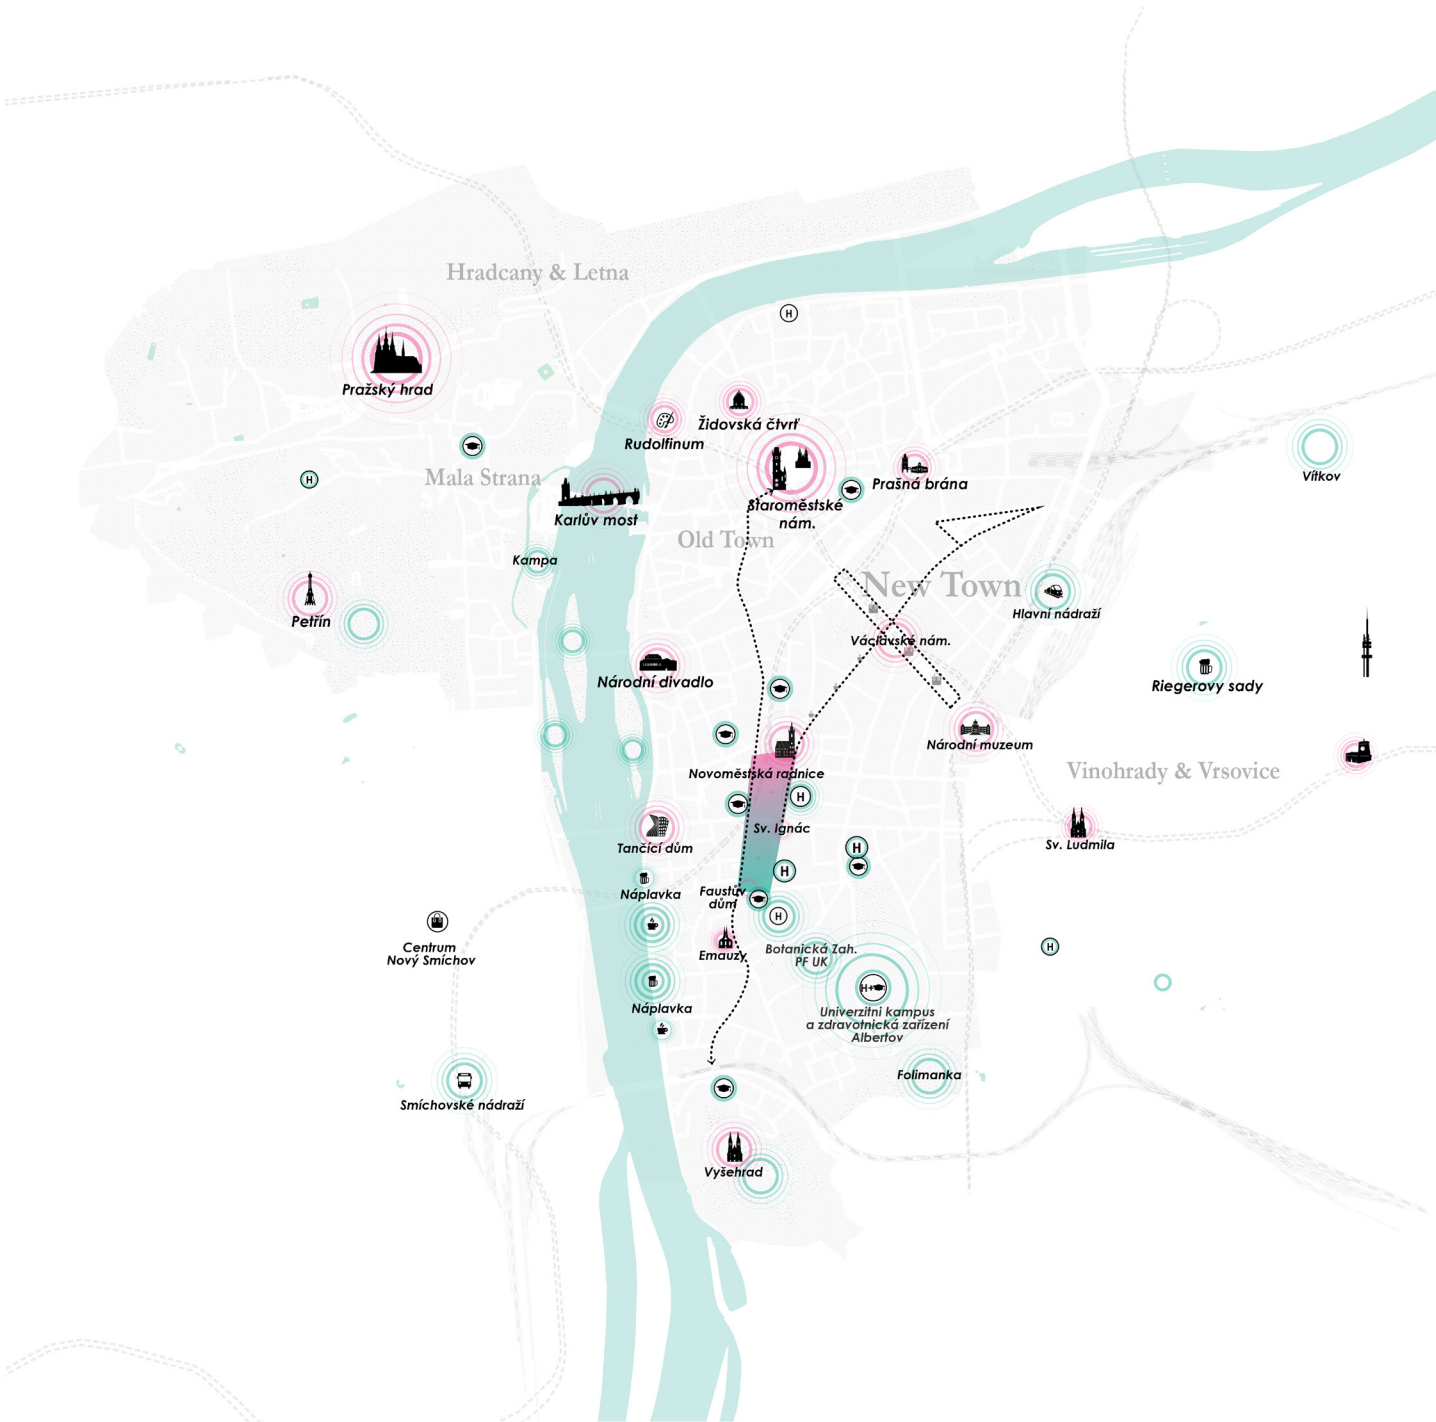 Hradcany & Letna
H
Pražský hrad
Židovská čtvrť
Rudolfinum
Mala Strana
H
Prašná brána
Vítkov
Staroměstské
nám.
Karlův most
Old Town
Kampa
New Town
Hlavní nádraží
Petřín
Václavské nám.
Národní divadlo
Riegerovy sady
Národní muzeum
Novoměstská radnice
Vinohrady & Vrsovice
H
Sv. Ignác
Tančící dům
Sv. Ludmila
H
H
Náplavka
Faustův
dům
H
Centrum
Nový Smíchov
Emauzy
Botanická Zah.
PF UK
H
H+
Náplavka
Univerzitní kampus
a zdravotnická zařízení
Albertov
Folimanka
Smíchovské nádraží
Vyšehrad